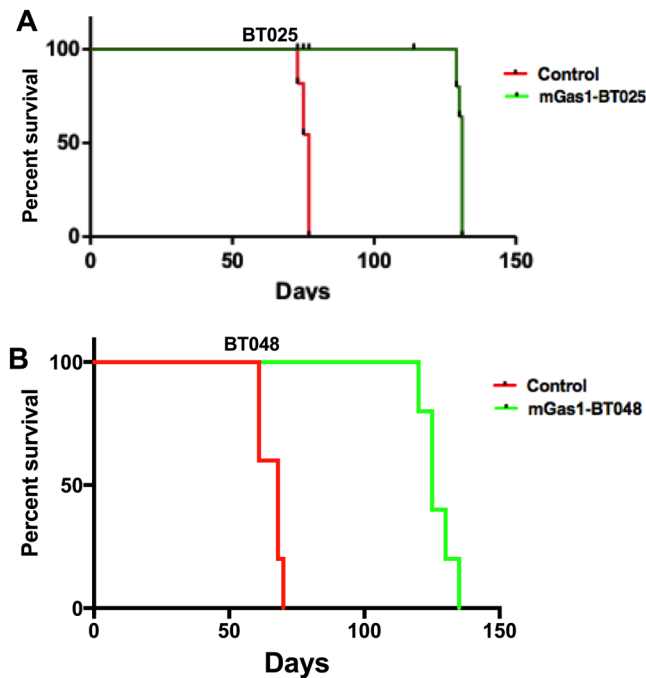 A
BT025
100
50
0
Percent survival
0 50 100 150
Days
Control
mGas1-BT025
B
BT048
100
50
0
Percent survival
0 50 100 150
Days
Control
mGas1-BT048